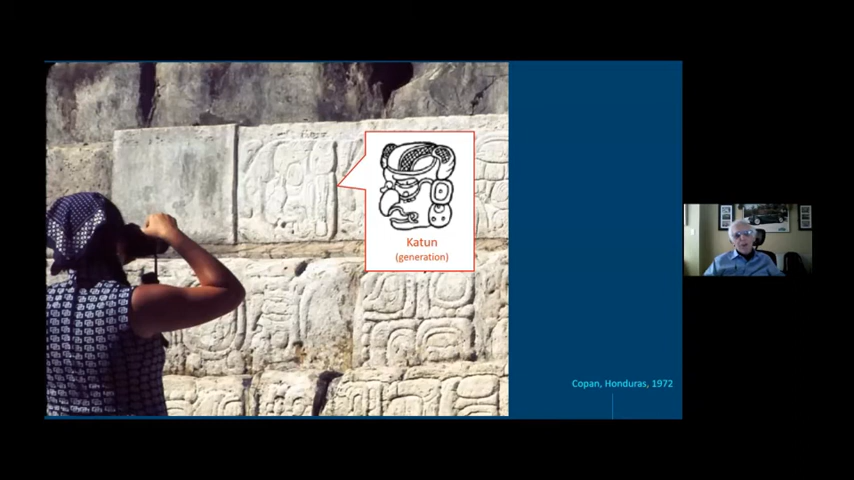 Katun
(generation)
Copan, Honduras, 1972